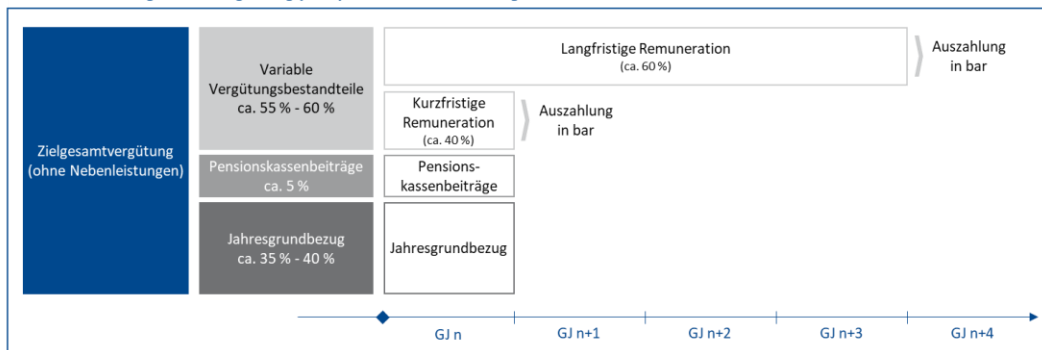 Zielgesamtvergütung
(ohne Nebenleistungen)
Variable
Vergütungsbestandteile
ca. 55 % - 60 %
Pensionskassenbeiträge
ca. 5 %
Jahresgrundbezug
ca. 35 % - 40 %
Langfristige Remuneration
(ca. 60 %)
Auszahlung
in bar
Kurzfristige
Remuneration
(ca. 40 %)
Auszahlung
in bar
Pensions-
kassenbeiträge
Jahresgrundbezug
GJ n
GJ n+1
GJ n+2
GJ n+3
GJ n+4